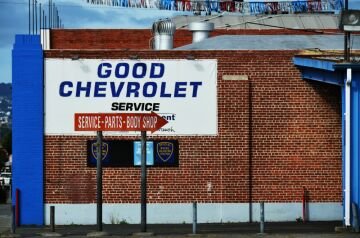 GOOD
CHEVROLET
SERVICE
SERVICE - PARTS - BODY SHOP